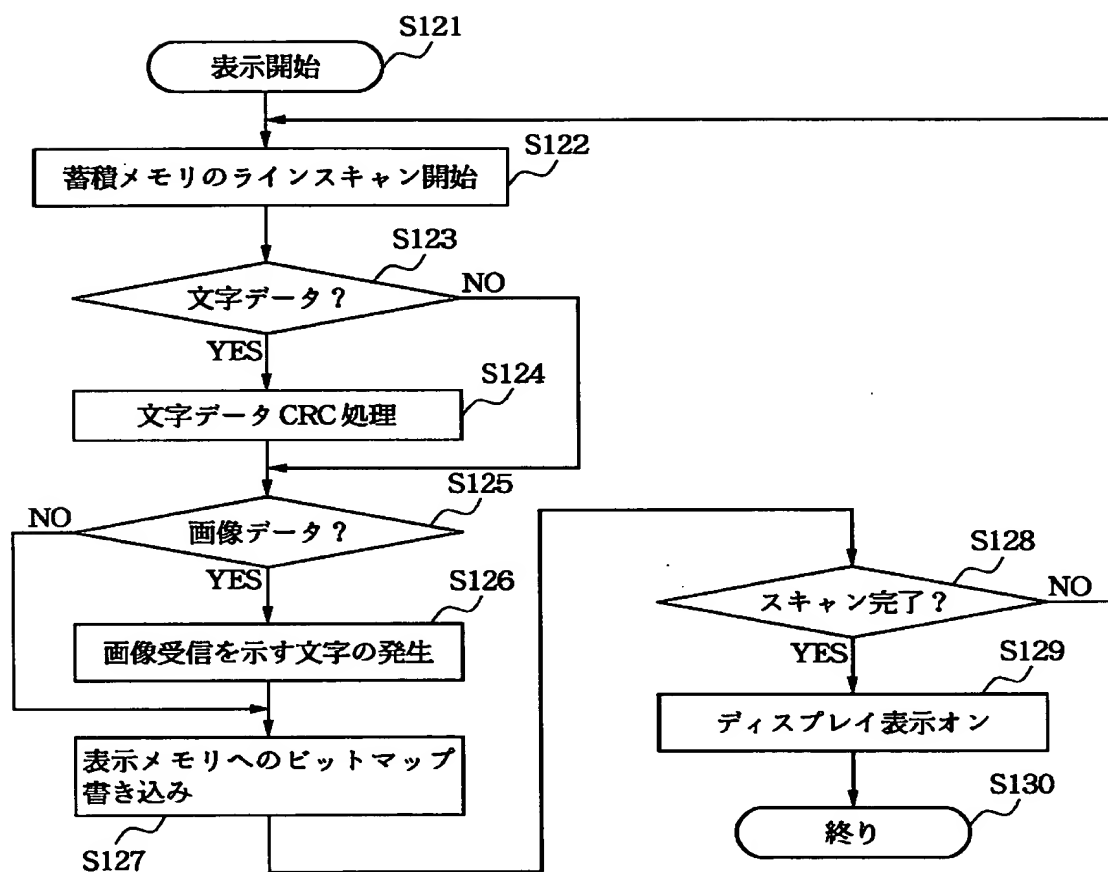 S121
表示開始
S122
蓄積メモリのラインスキャン開始
S123
文字データ?
NO
YES
S124
文字データCRC処理
S125
画像データ?
NO
YES
S126
画像受信を示す文字の発生
表示メモリへのビットマップ
書き込み
S127
S128
スキャン完了?
NO
YES
S129
ディスプレイ表示オン
S130
終り